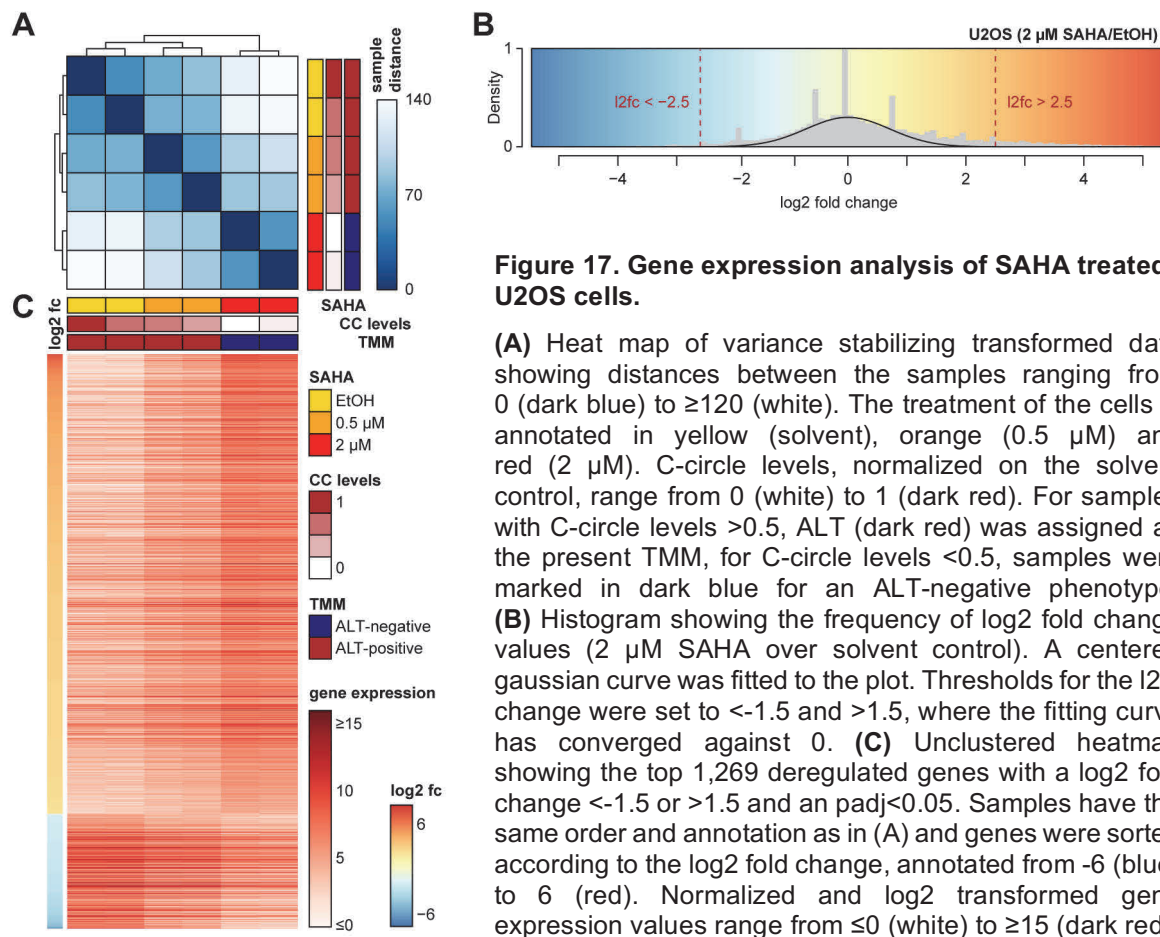 A
sample
distance
140
70
0
B
U2OS (2 µM SAHA/EtOH)
1
Density
0
l2fc < −2.5
l2fc > 2.5
−4
−2
0
2
4
log2 fold change
Figure 17. Gene expression analysis of SAHA treated
U2OS cells.
(A) Heat map of variance stabilizing transformed dat
showing distances between the samples ranging fro
0 (dark blue) to ≥120 (white). The treatment of the cells
annotated in yellow (solvent), orange (0.5 µM) an
red (2 µM). C-circle levels, normalized on the solve
control, range from 0 (white) to 1 (dark red). For sample
with C-circle levels >0.5, ALT (dark red) was assigned a
the present TMM, for C-circle levels <0.5, samples wer
marked in dark blue for an ALT-negative phenotype
(B) Histogram showing the frequency of log2 fold chang
values (2 µM SAHA over solvent control). A centere
gaussian curve was fitted to the plot. Thresholds for the l2
change were set to <-1.5 and >1.5, where the fitting curv
has converged against 0. (C) Unclustered heatma
showing the top 1,269 deregulated genes with a log2 fo
change <-1.5 or >1.5 and an padj<0.05. Samples have th
same order and annotation as in (A) and genes were sorte
according to the log2 fold change, annotated from -6 (blue
to 6 (red). Normalized and log2 transformed gen
expression values range from ≤0 (white) to ≥15 (dark red
C
log2 fc
SAHA
CC levels
TMM
SAHA
EtOH
0.5 µM
2 µM
CC levels
1
0
TMM
ALT-negative
ALT-positive
gene expression
≥15
10
5
≤0
log2 fc
6
−6